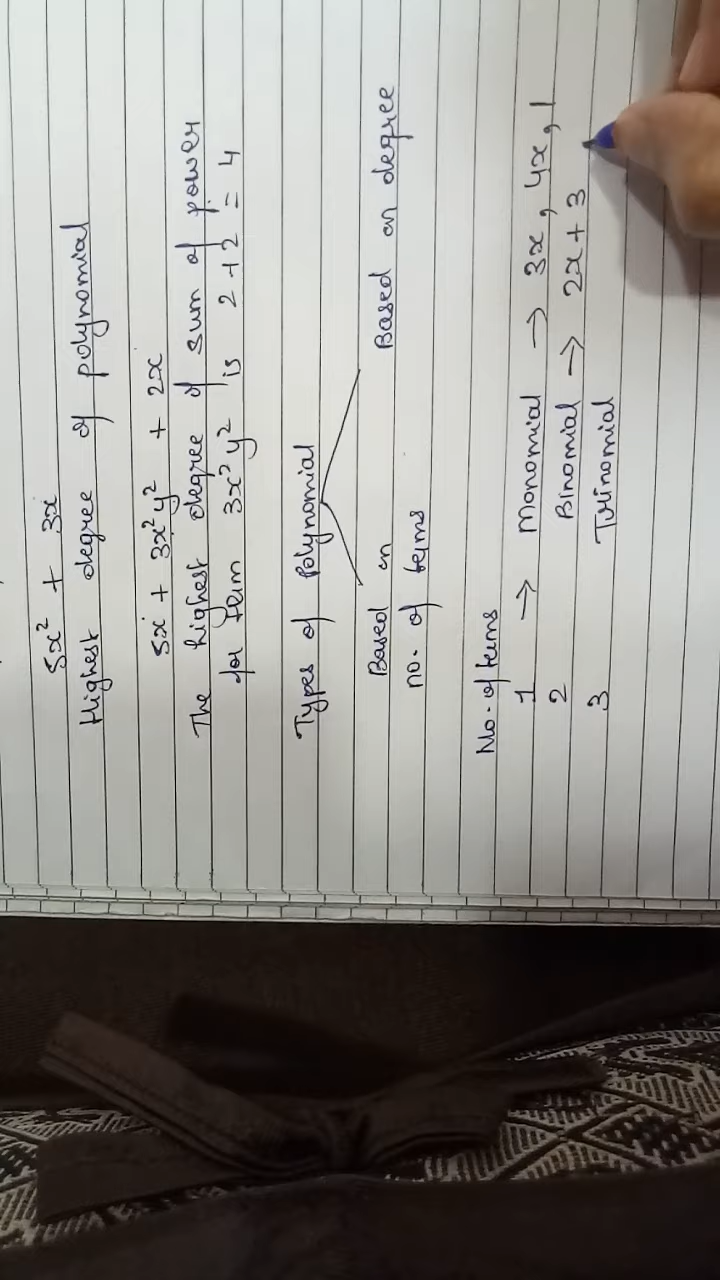 5x² + 3x
Highest degree of polynomial
5x + 3x²y² + 2x
The highest degree of sum of power
for term 3x²y² is 2+2 = 4
Types of Polynomial
Based on Based on degree
no. of terms
No. of terms
1 → Monomial → 3x, 4x, 1
2 Binomial → 2x + 3
3 Trinomial